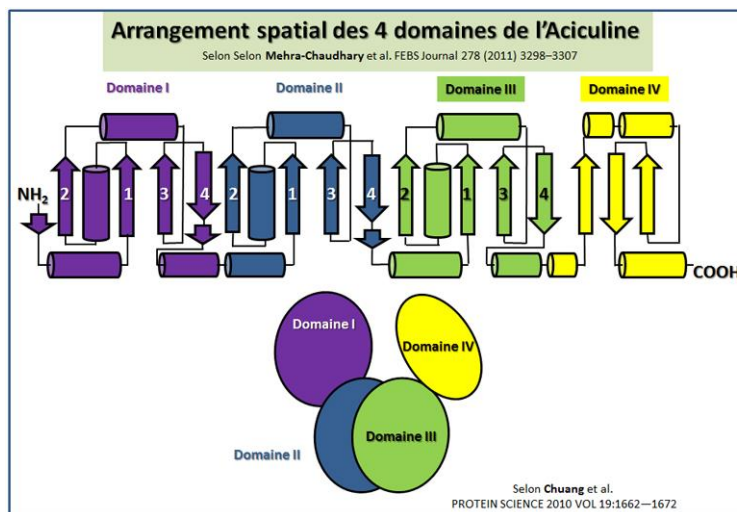 Arrangement spatial des 4 domaines de l'Aciculine
Selon Selon Mehra-Chaudhary et al. FEBS Journal 278 (2011) 3298–3307
Domaine I Domaine II Domaine III Domaine IV
NH2 2 1 3 4 2 1 3 4 2 1 3 4
COOH
Domaine I
Domaine IV
Domaine III
Domaine II
Selon Chuang et al.
PROTEIN SCIENCE 2010 VOL 19:1662—1672